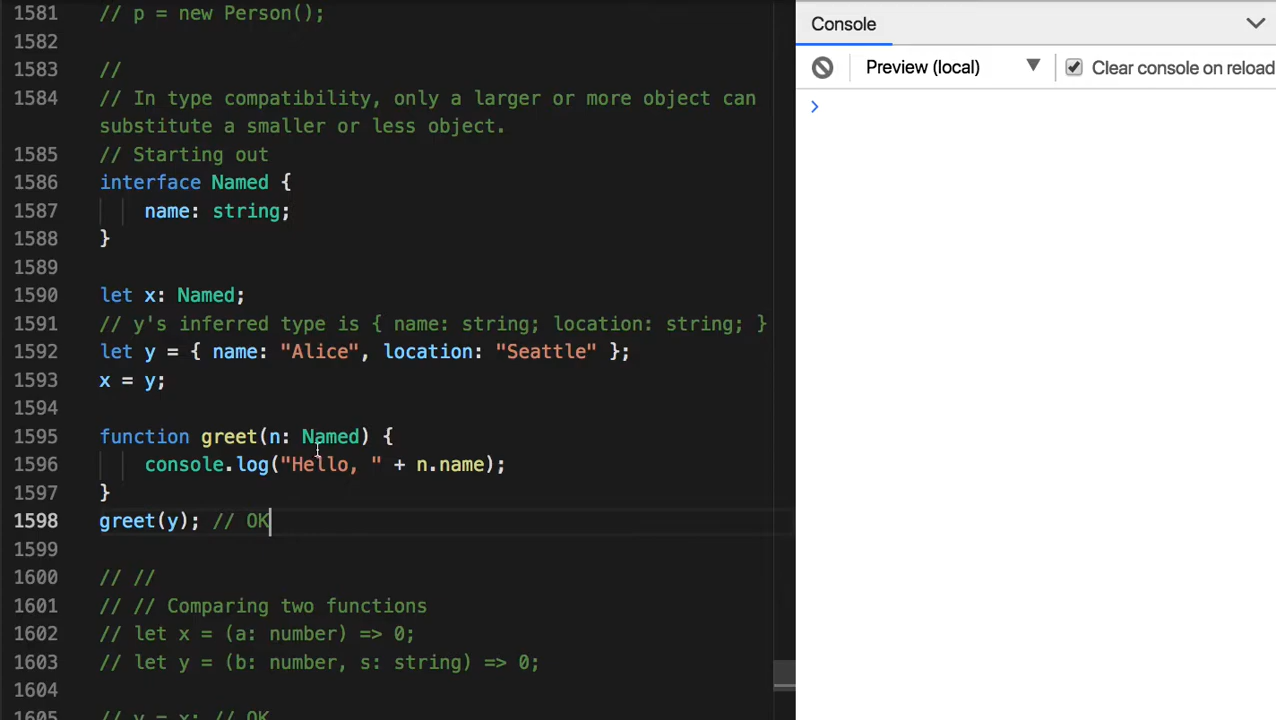 1581 // p = new Person();
1582
1583 //
1584 // In type compatibility, only a larger or more object can
substitute a smaller or less object.
1585 // Starting out
1586 interface Named {
1587 name: string;
1588 }
1589
1590 let x: Named;
1591 // y's inferred type is { name: string; location: string; }
1592 let y = { name: "Alice", location: "Seattle" };
1593 x = y;
1594
1595 function greet(n: Named) {
1596 console.log("Hello, " + n.name);
1597 }
1598 greet(y); // OK
1599
1600 // //
1601 // // Comparing two functions
1602 // let x = (a: number) => 0;
1603 // let y = (b: number, s: string) => 0;
1604
1605 // y = x; // OK
Console
Preview (local) Clear console on reload